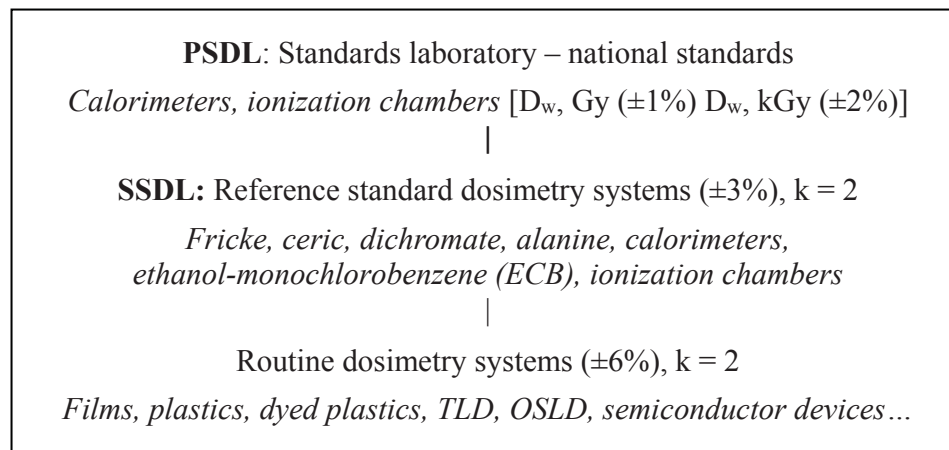 PSDL: Standards laboratory – national standards
Calorimeters, ionization chambers [Dw, Gy (±1%) Dw, kGy (±2%)]
|
SSDL: Reference standard dosimetry systems (±3%), k = 2
Fricke, ceric, dichromate, alanine, calorimeters,
ethanol-monochlorobenzene (ECB), ionization chambers
|
Routine dosimetry systems (±6%), k = 2
Films, plastics, dyed plastics, TLD, OSLD, semiconductor devices…